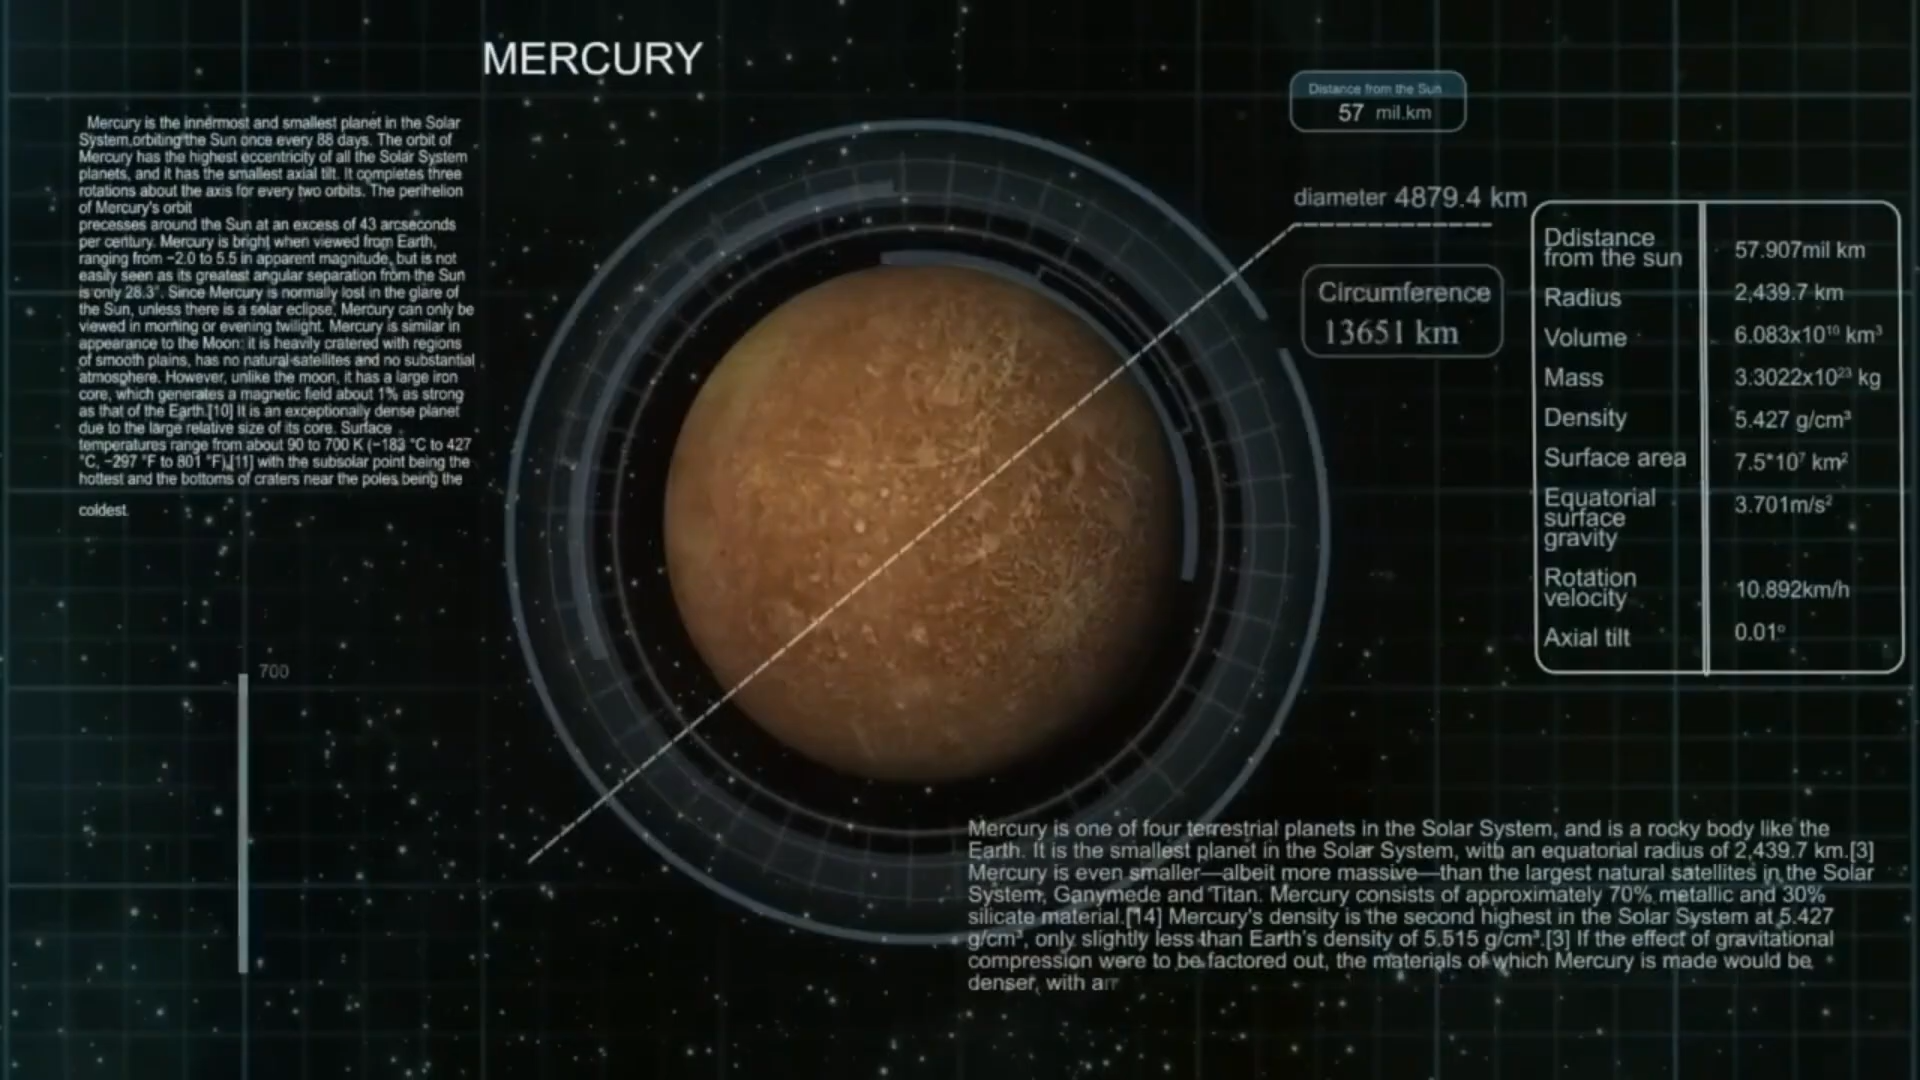 MERCURY
Mercury is the innermost and smallest planet in the Solar
System,orbiting the Sun once every 88 days. The orbit of
Mercury has the highest eccentricity of all the Solar System
planets, and it has the smallest axial tilt. It completes three
rotations about the axis for every two orbits. The perihelion
of Mercury's orbit
precesses around the Sun at an excess of 43 arcseconds
per century. Mercury is bright when viewed from Earth,
ranging from −2.0 to 5.5 in apparent magnitude, but is not
easily seen as its greatest angular separation from the Sun
is only 28.3°. Since Mercury is normally lost in the glare of
the Sun, unless there is a solar eclipse, Mercury can only be
viewed in morning or evening twilight. Mercury is similar in
appearance to the Moon: it is heavily cratered with regions
of smooth plains, has no natural satellites and no substantial
atmosphere. However, unlike the moon, it has a large iron
core, which generates a magnetic field about 1% as strong
as that of the Earth.[10] It is an exceptionally dense planet
due to the large relative size of its core. Surface
temperatures range from about 90 to 700 K (−183 °C to 427
°C, −297 °F to 801 °F),[11] with the subsolar point being the
hottest and the bottoms of craters near the poles being the
coldest.
700
Distance from the Sun
57 mil.km
diameter 4879.4 km
Circumference
13651 km
Ddistance
from the sun
57.907mil km
Radius
2,439.7 km
Volume
6.083x10¹⁰ km³
Mass
3.3022x10²³ kg
Density
5.427 g/cm³
Surface area
7.5*10⁷ km²
Equatorial
surface
gravity
3.701m/s²
Rotation
velocity
10.892km/h
Axial tilt
0.01°
Mercury is one of four terrestrial planets in the Solar System, and is a rocky body like the
Earth. It is the smallest planet in the Solar System, with an equatorial radius of 2,439.7 km.[3]
Mercury is even smaller—albeit more massive—than the largest natural satellites in the Solar
System, Ganymede and Titan. Mercury consists of approximately 70% metallic and 30%
silicate material.[14] Mercury's density is the second highest in the Solar System at 5.427
g/cm³, only slightly less than Earth's density of 5.515 g/cm³.[3] If the effect of gravitational
compression were to be factored out, the materials of which Mercury is made would be
denser, with